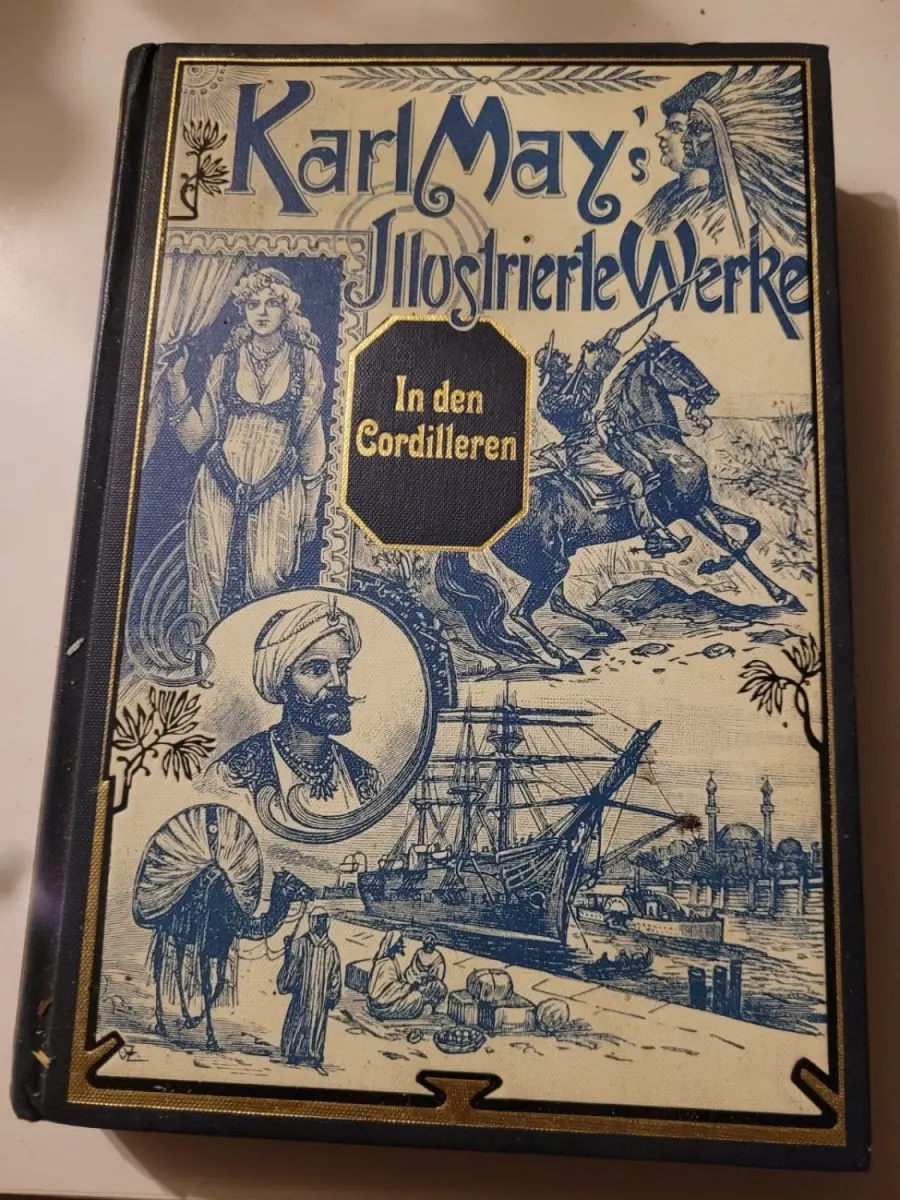 Karl May's
Illustrierte Werke
In den
Cordilleren